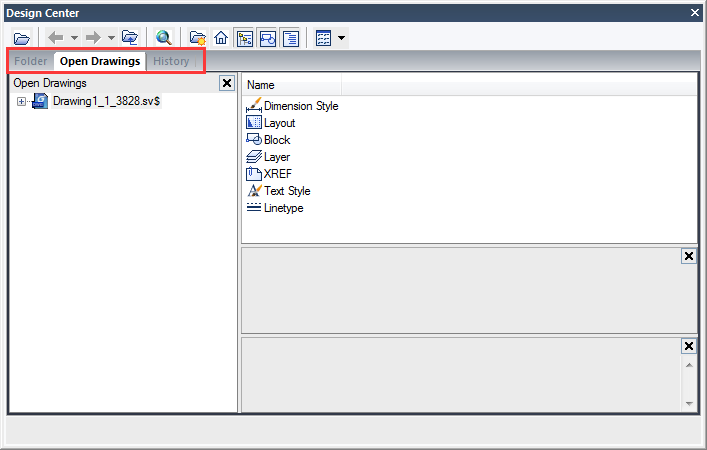 Design Center
Folder Open Drawings History
Open Drawings
Drawing1_1_3828.sv$
Name
Dimension Style
Layout
Block
Layer
XREF
Text Style
Linetype